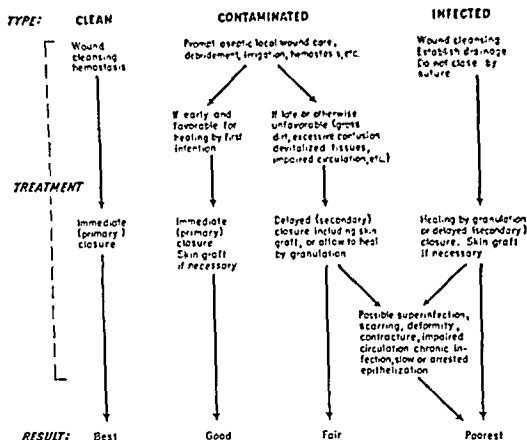 TYPE: CLEAN CONTAMINATED INFECTED
Wound
cleansing
hemostasis
Prompt aseptic local wound care,
debridement, irrigation, hemostasis, etc.
Wound cleansing
Establish drainage
Do not close by
suture
If early and
favorable for
healing by first
intention
If late or otherwise
unfavorable (gross
dirt, excessive contusion
devitalized tissues,
impaired circulation, etc.)
TREATMENT
Immediate
(primary)
closure
Immediate
(primary)
closure
Skin graft
if necessary
Delayed (secondary)
closure including skin
graft, or allow to heal
by granulation
Healing by granulation
or delayed (secondary)
closure. Skin graft
if necessary
Possible superinfection,
scarring, deformity,
contracture, impaired
circulation chronic in-
fection, slow or arrested
epithelization
RESULT: Best Good Fair Poorest